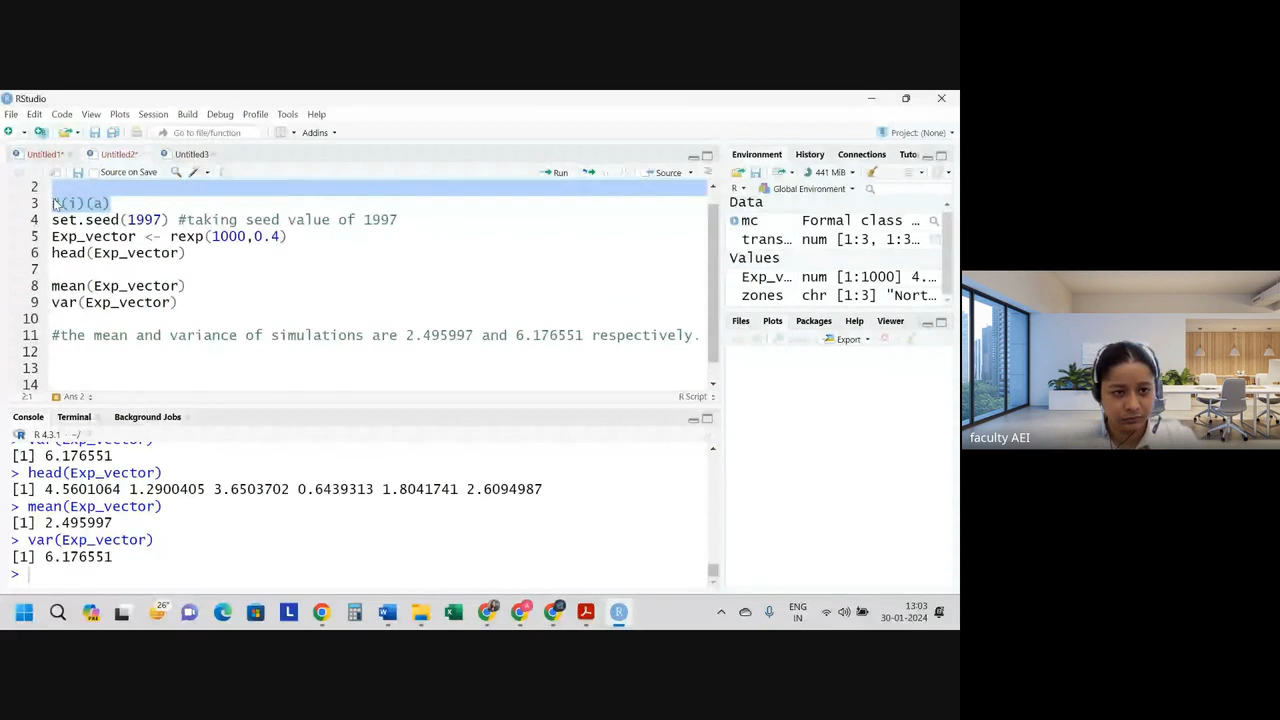 RStudio
File Edit Code View Plots Session Build Debug Profile Tools Help
Go to file/function Addins Project: (None)
Untitled1* Untitled2* Untitled3
Source on Save Run Source
2
3 (i)(a)
4 set.seed(1997) #taking seed value of 1997
5 Exp_vector <- rexp(1000,0.4)
6 head(Exp_vector)
7
8 mean(Exp_vector)
9 var(Exp_vector)
10
11 #the mean and variance of simulations are 2.495997 and 6.176551 respectively.
12
13
14
2:1 Ans 2 R Script
Console Terminal Background Jobs
R 4.3.1 · ~/
> var(Exp_vector)
[1] 6.176551
> head(Exp_vector)
[1] 4.5601064 1.2900405 3.6503702 0.6439313 1.8041741 2.6094987
> mean(Exp_vector)
[1] 2.495997
> var(Exp_vector)
[1] 6.176551
>
Environment History Connections Tuto
441 MiB
R Global Environment
Data
mc Formal class …
trans… num [1:3, 1:3…
Values
Exp_v… num [1:1000] 4.…
zones chr [1:3] "Nort…
Files Plots Packages Help Viewer
Export
faculty AEI
26°
ENG
IN
13:03
30-01-2024